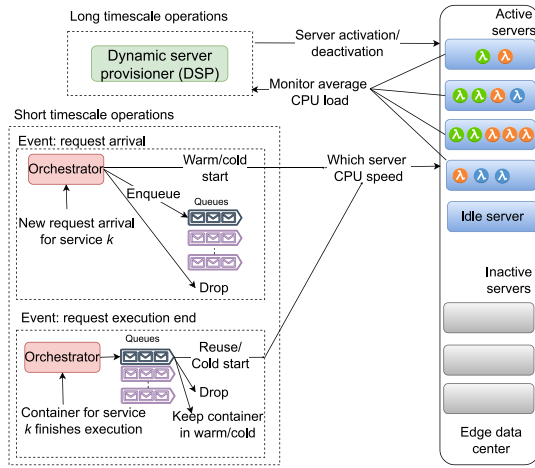 Long timescale operations
Dynamic server
provisioner (DSP)
Server activation/
deactivation
Monitor average
CPU load
Active
servers
λ λ
λ λ λ λ
λ λ λ λ λ
λ λ λ
Idle server
Inactive
servers
Edge data
center
Short timescale operations
Event: request arrival
Orchestrator
Warm/cold
start
Which server
CPU speed
Enqueue
Queues
New request arrival
for service k
Drop
Event: request execution end
Orchestrator
Queues
Reuse/
Cold start
Drop
Container for service
k finishes execution
Keep container
in warm/cold